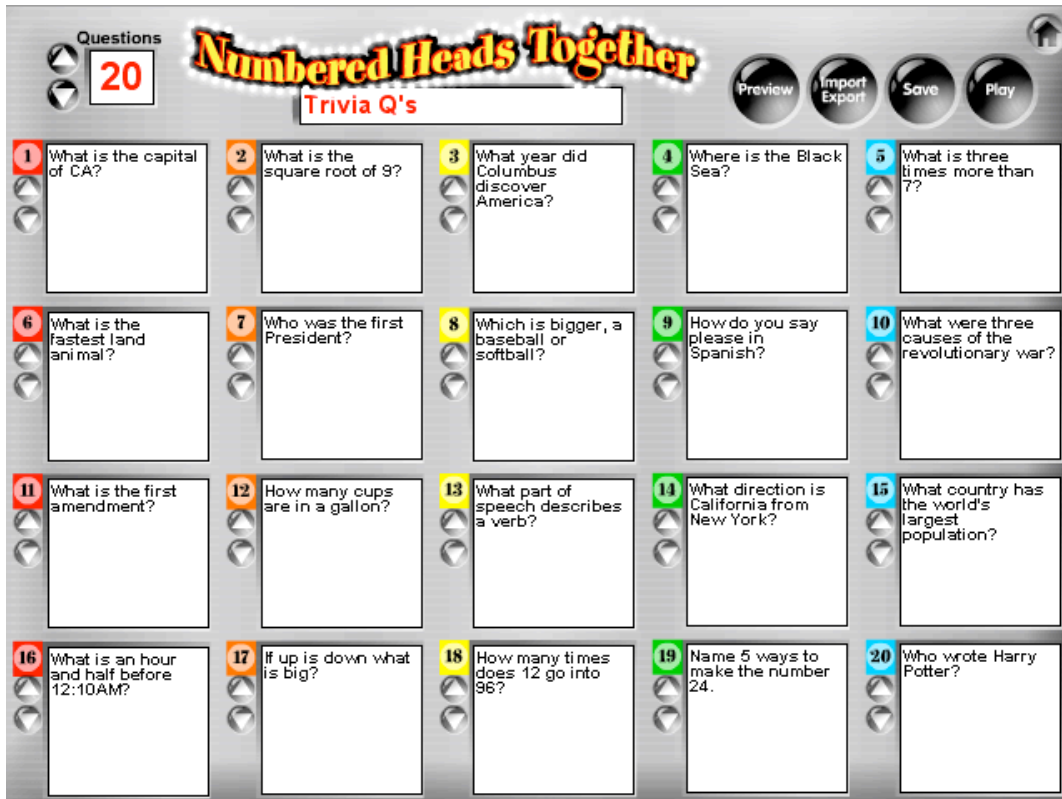 Questions
20
Numbered Heads Together
Trivia Q's
Preview
Import
Export
Save
Play
1
What is the capital
of CA?
2
What is the
square root of 9?
3
What year did
Columbus
discover
America?
4
Where is the Black
Sea?
5
What is three
times more than
7?
6
What is the
fastest land
animal?
7
Who was the first
President?
8
Which is bigger, a
baseball or
softball?
9
How do you say
please in
Spanish?
10
What were three
causes of the
revolutionary war?
11
What is the first
amendment?
12
How many cups
are in a gallon?
13
What part of
speech describes
a verb?
14
What direction is
California from
New York?
15
What country has
the world's
largest
population?
16
What is an hour
and half before
12:10AM?
17
If up is down what
is big?
18
How many times
does 12 go into
96?
19
Name 5 ways to
make the number
24.
20
Who wrote Harry
Potter?